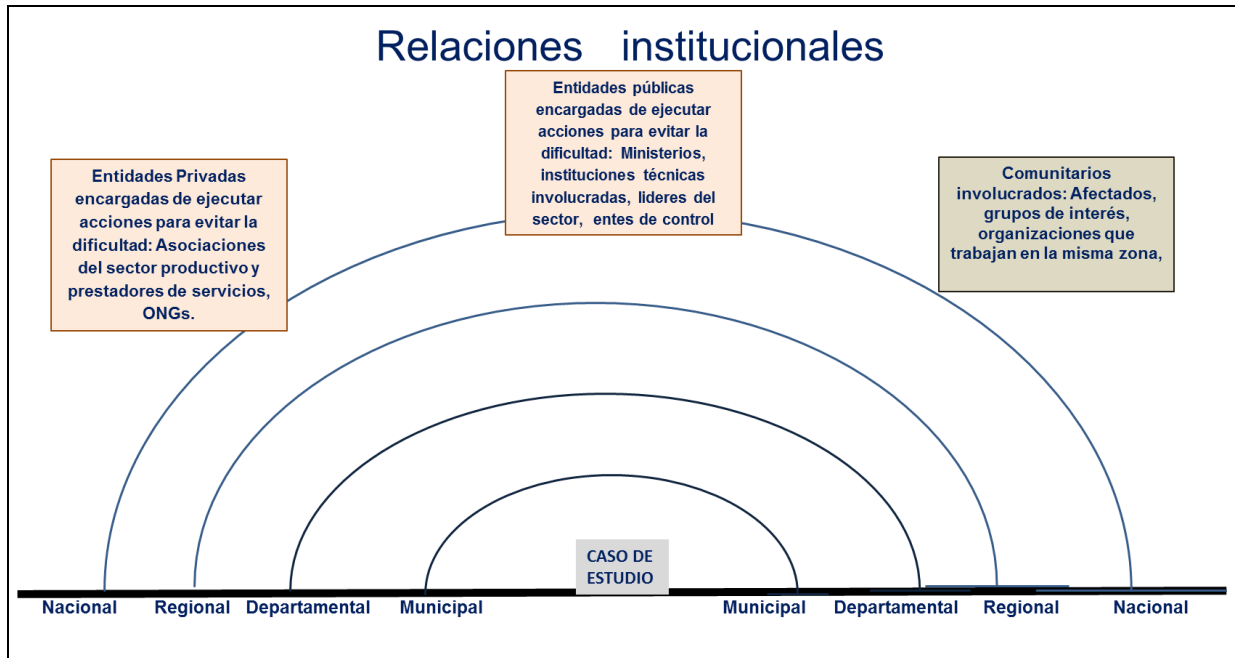 Relaciones institucionales
Entidades públicas
encargadas de ejecutar
acciones para evitar la
dificultad: Ministerios,
instituciones técnicas
involucradas, lideres del
sector, entes de control
Entidades Privadas
encargadas de ejecutar
acciones para evitar la
dificultad: Asociaciones
del sector productivo y
prestadores de servicios,
ONGs.
Comunitarios
involucrados: Afectados,
grupos de interés,
organizaciones que
trabajan en la misma zona,
CASO DE
ESTUDIO
Nacional Regional Departamental Municipal Municipal Departamental Regional Nacional